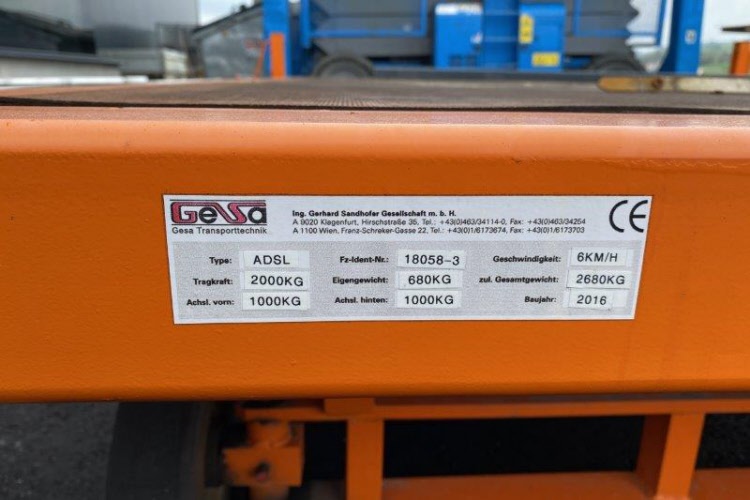 GeSa
Gesa Transporttechnik
Ing. Gerhard Sandhofer Gesellschaft m. b. H.
A 9020 Klagenfurt, Hirschstraße 35, Tel.: +43(0)463/34114-0, Fax: +43(0)463/34254
A 1100 Wien, Franz-Schreker-Gasse 22, Tel.: +43(0)1/6173674, Fax: +43(0)1/6173703
CE
Type: ADSL Fz-Ident-Nr.: 18058-3 Geschwindigkeit: 6KM/H
Tragkraft: 2000KG Eigengewicht: 680KG zul. Gesamtgewicht: 2680KG
Achsl. vorn: 1000KG Achsl. hinten: 1000KG Baujahr: 2016